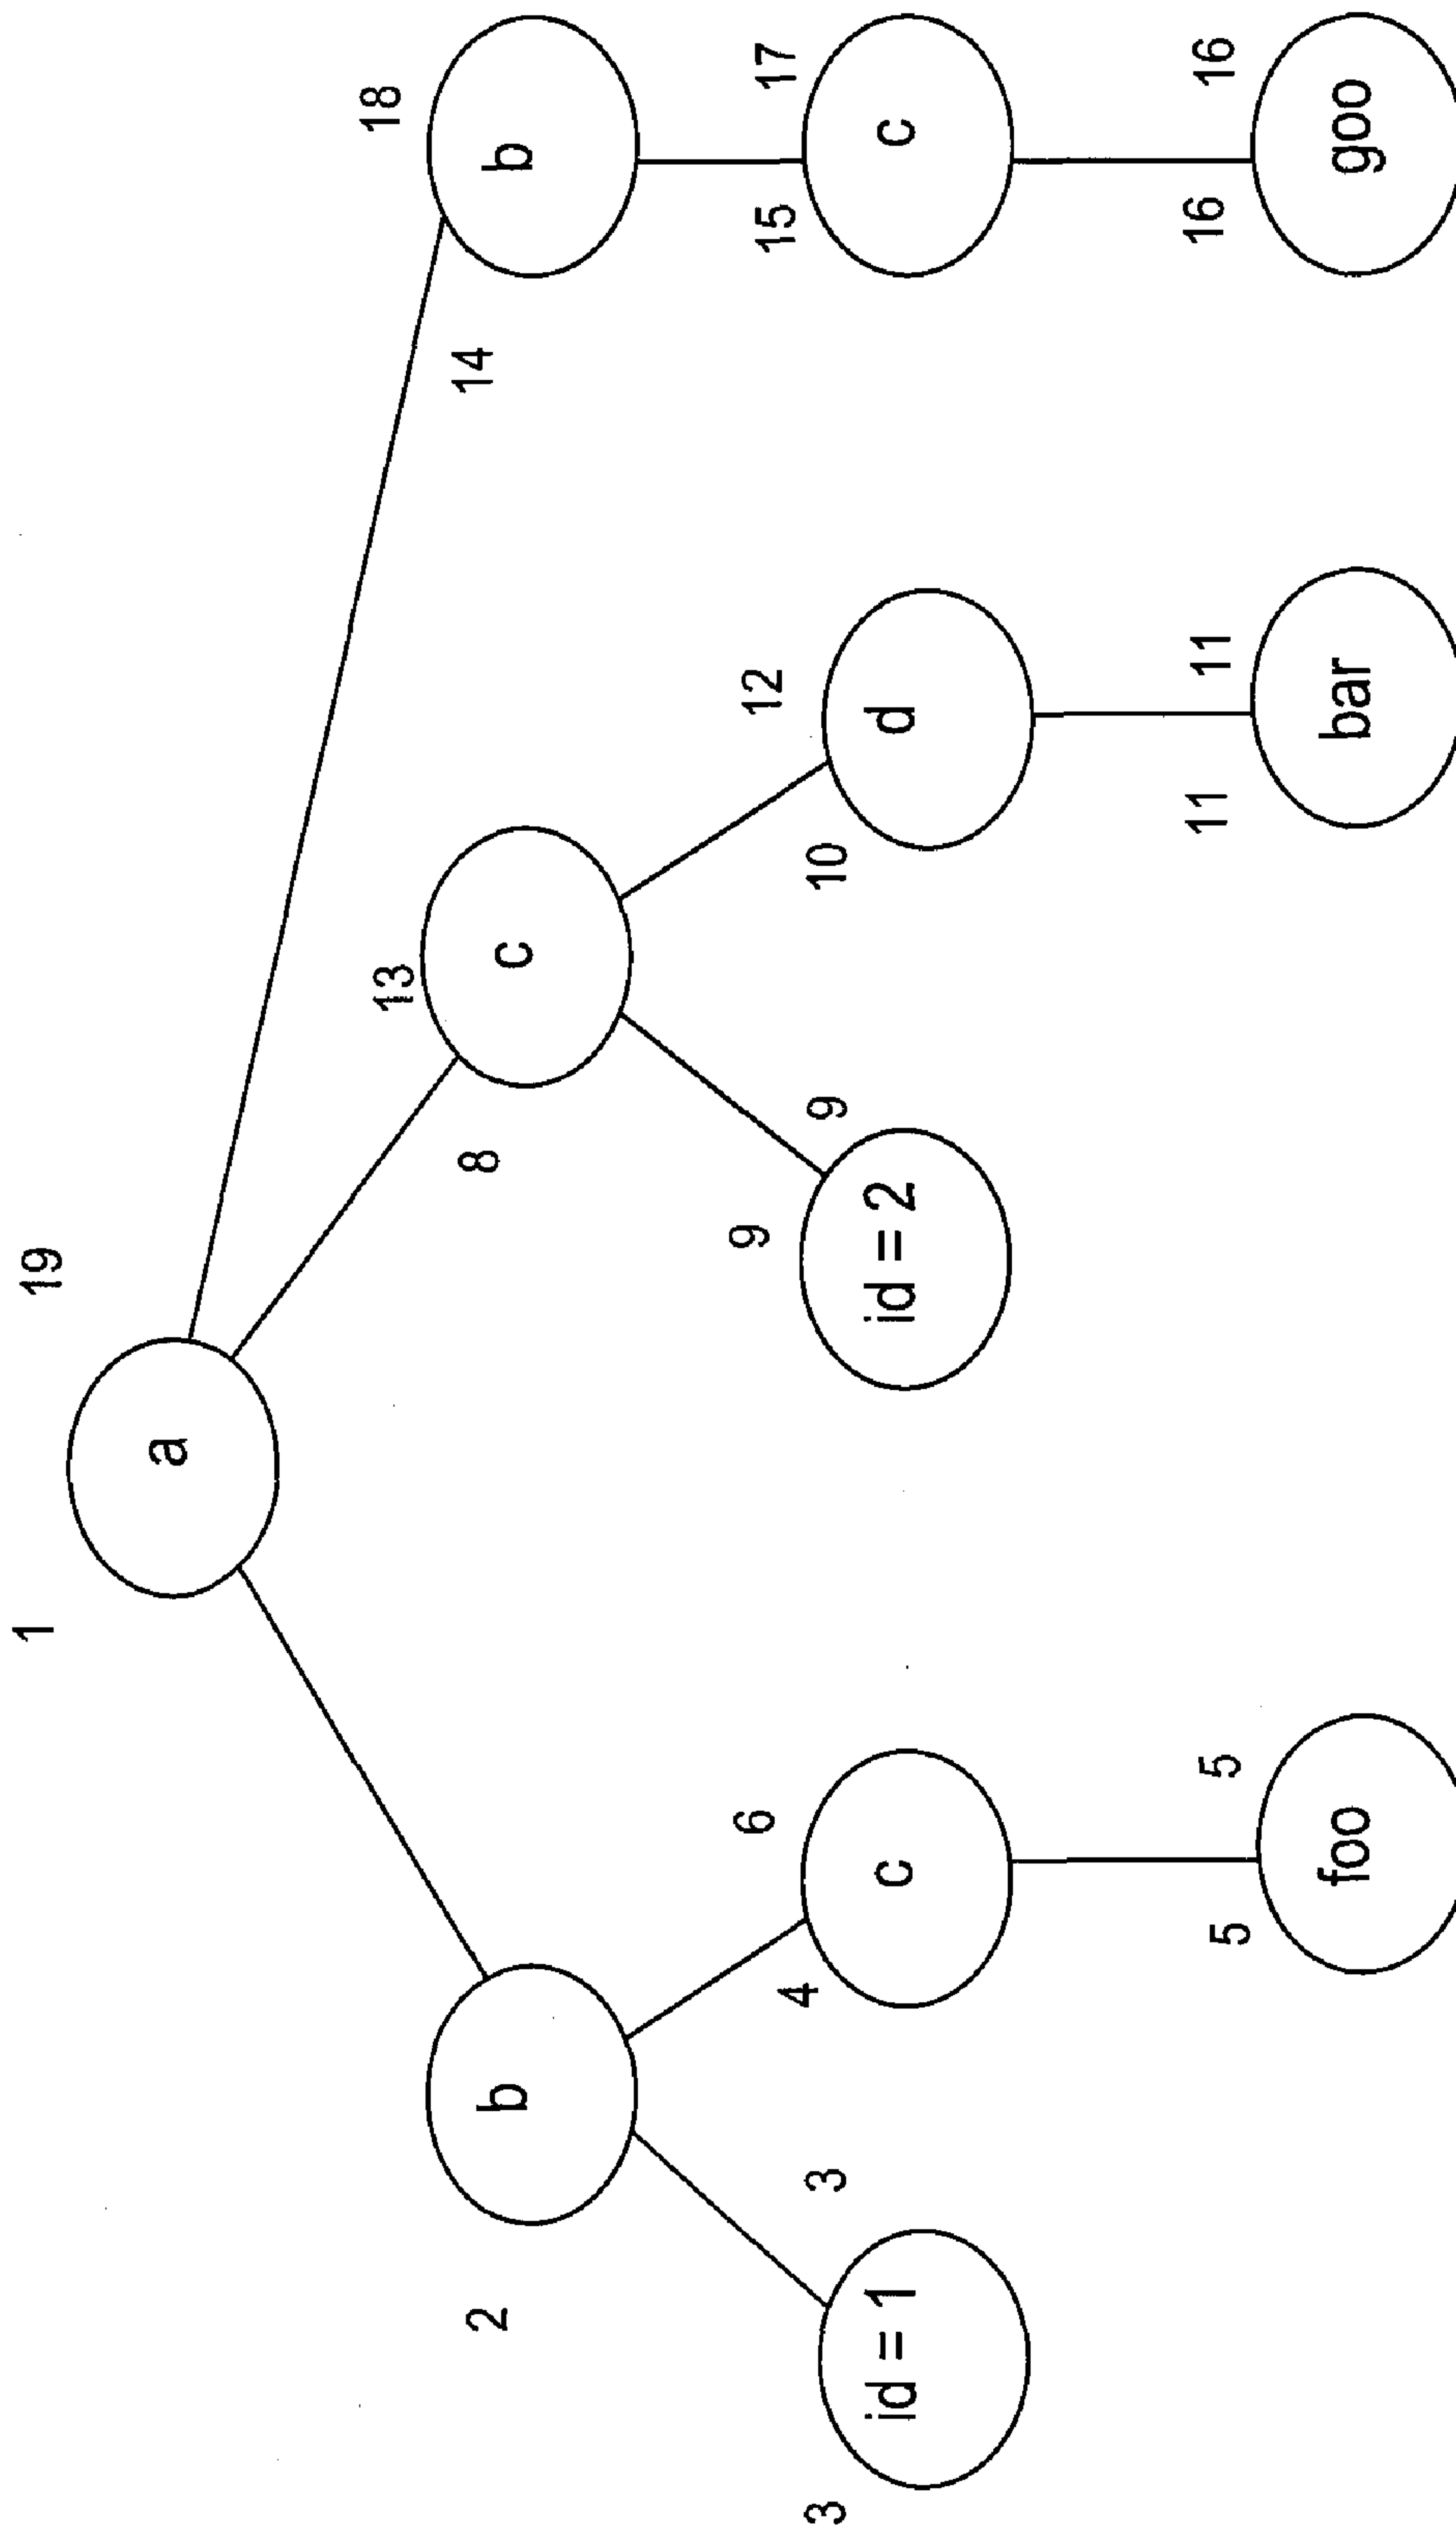 1 19
a
13 18
2 8 14
b c b
6 9 12 15 17
3 3 4 9 10
id = 1 c id = 2 d c
5 5 11 11 16 16
foo bar goo